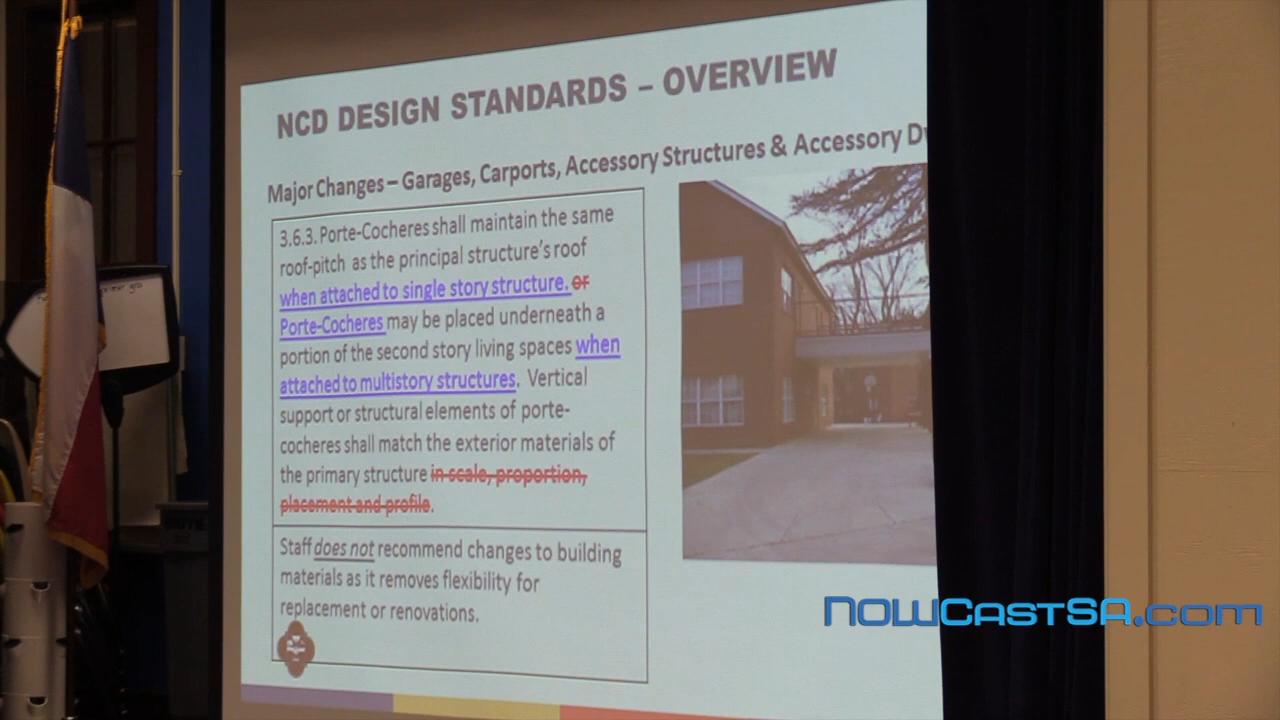 NCD DESIGN STANDARDS – OVERVIEW
Major Changes – Garages, Carports, Accessory Structures & Accessory
3.6.3. Porte-Cocheres shall maintain the same
roof-pitch as the principal structure's roof
when attached to single story structure. or
Porte-Cocheres may be placed underneath a
portion of the second story living spaces when
attached to multistory structures. Vertical
support or structural elements of porte-
cocheres shall match the exterior materials of
the primary structure in scale, proportion,
placement and profile.
Staff does not recommend changes to building
materials as it removes flexibility for
replacement or renovations.
NOWCastSA.com